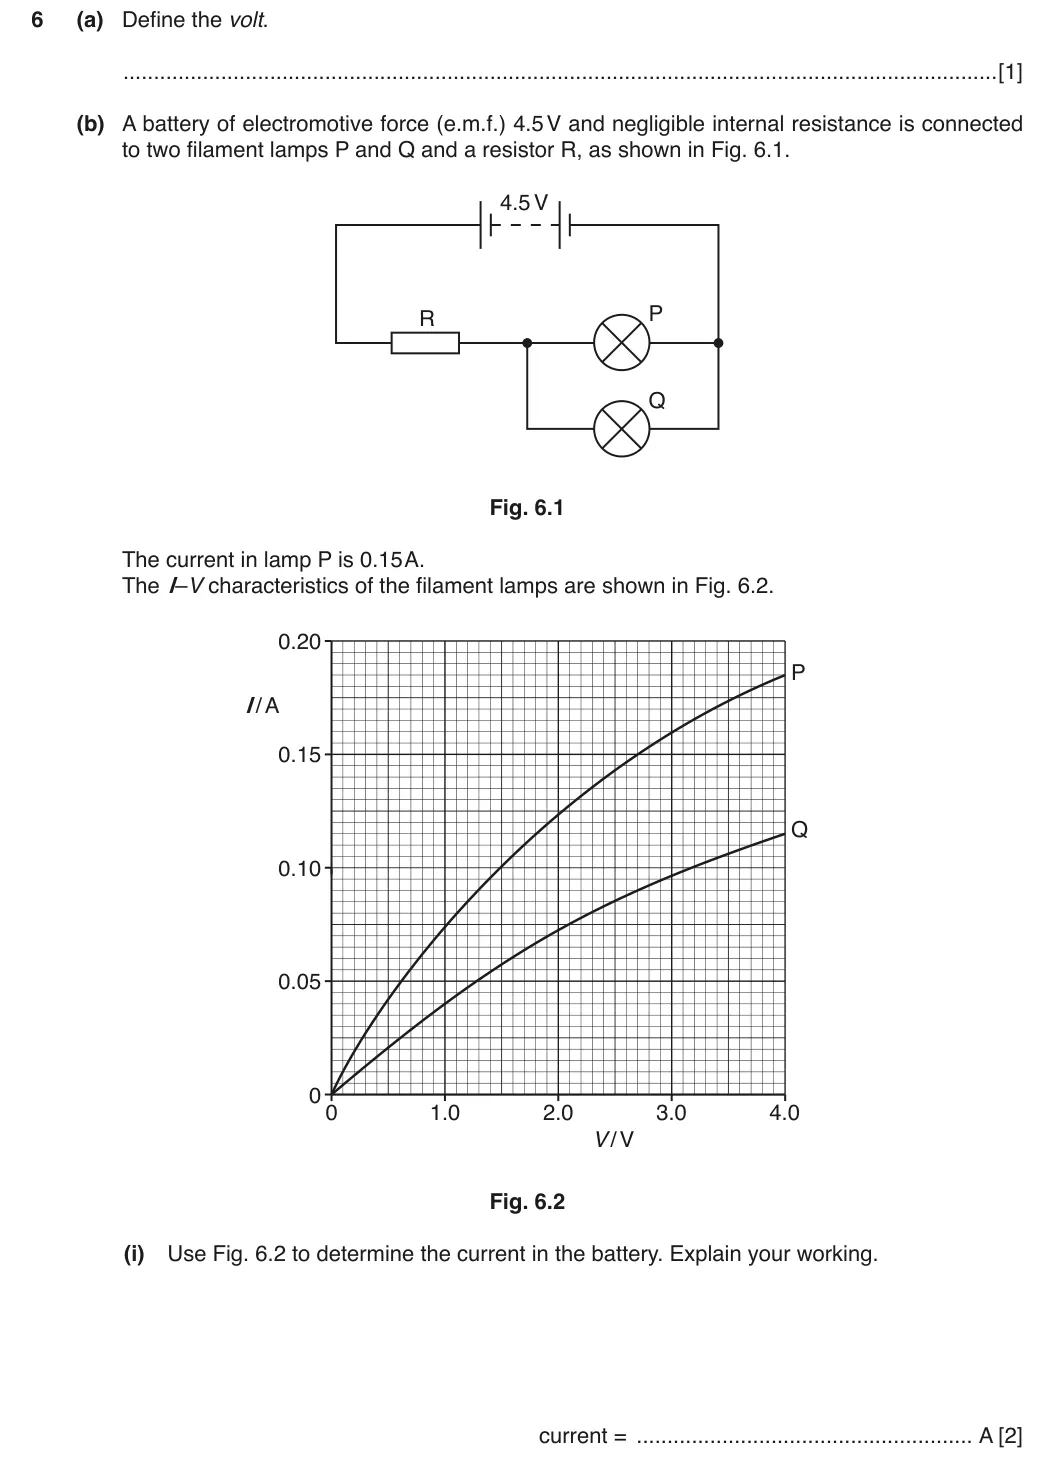 6 (a) Define the volt.
..................................................................................................................................................[1]
(b) A battery of electromotive force (e.m.f.) 4.5 V and negligible internal resistance is connected
to two filament lamps P and Q and a resistor R, as shown in Fig. 6.1.
4.5 V
R
P
Q
Fig. 6.1
The current in lamp P is 0.15 A.
The I–V characteristics of the filament lamps are shown in Fig. 6.2.
0.20
P
I / A
0.15
Q
0.10
0.05
0
0 1.0 2.0 3.0 4.0
V / V
Fig. 6.2
(i) Use Fig. 6.2 to determine the current in the battery. Explain your working.
current = ....................................................... A [2]